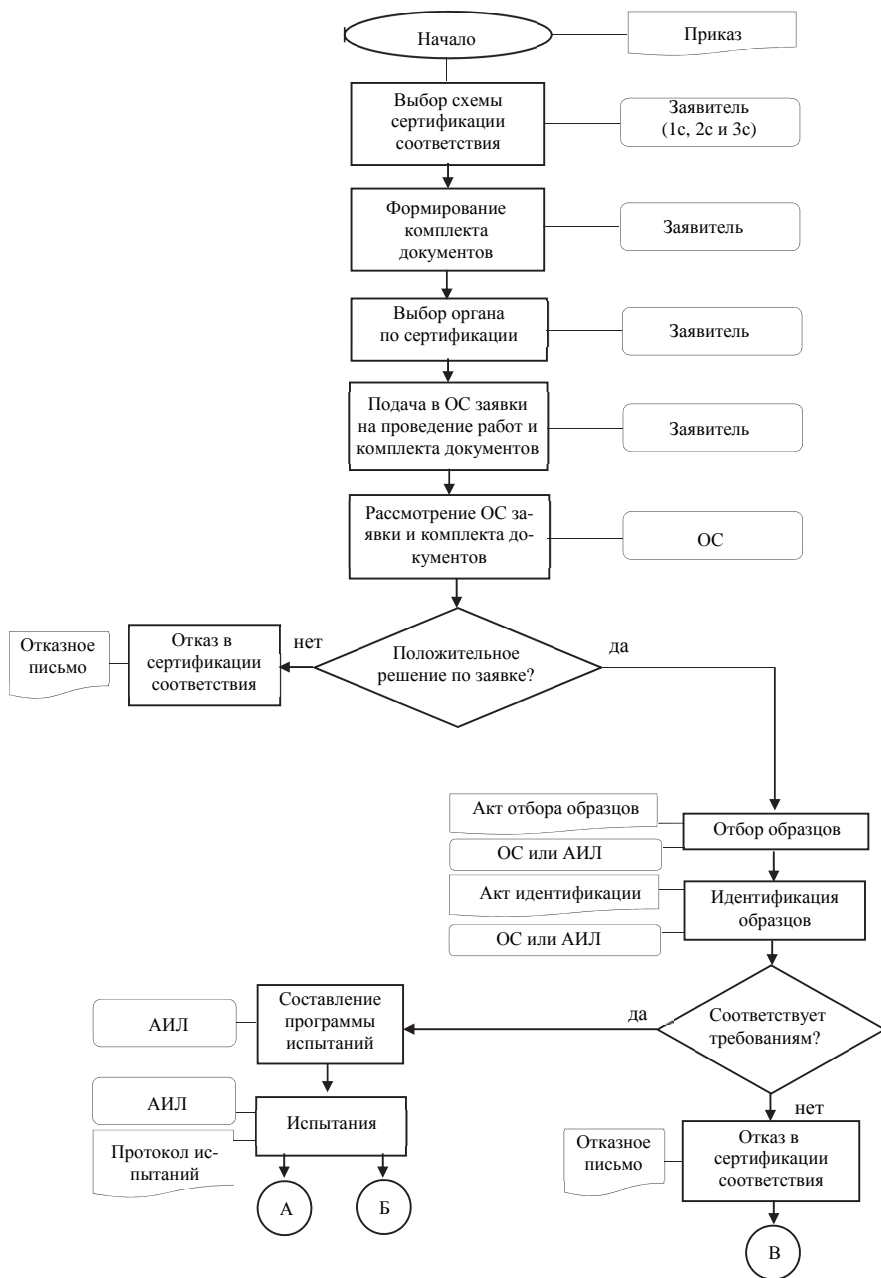 Начало
Приказ
Выбор схемы
сертификации
соответствия
Заявитель
(1с, 2с и 3с)
Формирование
комплекта
документов
Заявитель
Выбор органа
по сертификации
Заявитель
Подача в ОС заявки
на проведение работ и
комплекта документов
Заявитель
Рассмотрение ОС за-
явки и комплекта до-
кументов
ОС
Отказное
письмо
Отказ в
сертификации
соответствия
нет
Положительное
решение по заявке?
да
Акт отбора образцов
ОС или АИЛ
Отбор образцов
Акт идентификации
ОС или АИЛ
Идентификация
образцов
АИЛ
Составление
программы
испытаний
да
Соответствует
требованиям?
нет
АИЛ
Протокол ис-
пытаний
Испытания
А
Б
Отказное
письмо
Отказ в
сертификации
соответствия
В